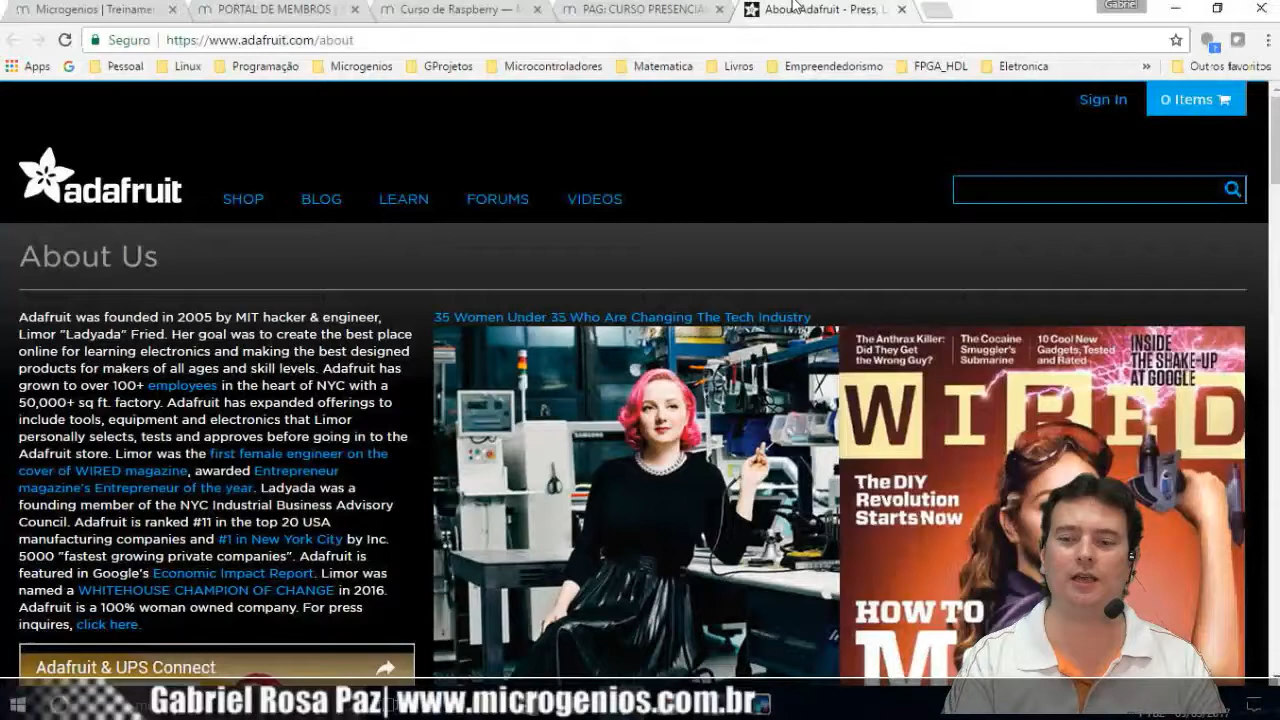 Microgenios | Treiname
PORTAL DE MEMBROS |
Curso de Raspberry —
PAG: CURSO PRESENCIA
About Adafruit - Press, L
Gabriel
Seguro
https://www.adafruit.com/about
Apps
Pessoal
Linux
Programação
Microgenios
GProjetos
Microcontroladores
Matematica
Livros
Empreendedorismo
FPGA_HDL
Eletronica
»
Outros favoritos
Sign In
0 Items
adafruit
SHOP
BLOG
LEARN
FORUMS
VIDEOS
About Us
Adafruit was founded in 2005 by MIT hacker & engineer,
Limor "Ladyada" Fried. Her goal was to create the best place
online for learning electronics and making the best designed
products for makers of all ages and skill levels. Adafruit has
grown to over 100+ employees in the heart of NYC with a
50,000+ sq ft. factory. Adafruit has expanded offerings to
include tools, equipment and electronics that Limor
personally selects, tests and approves before going in to the
Adafruit store. Limor was the first female engineer on the
cover of WIRED magazine, awarded Entrepreneur
magazine's Entrepreneur of the year. Ladyada was a
founding member of the NYC Industrial Business Advisory
Council. Adafruit is ranked #11 in the top 20 USA
manufacturing companies and #1 in New York City by Inc.
5000 "fastest growing private companies". Adafruit is
featured in Google's Economic Impact Report. Limor was
named a WHITEHOUSE CHAMPION OF CHANGE in 2016.
Adafruit is a 100% woman owned company. For press
inquires, click here.
Adafruit & UPS Connect
35 Women Under 35 Who Are Changing The Tech Industry
The Anthrax Killer:
Did They Get
the Wrong Guy?
The Cocaine
Smuggler's
Submarine
10 Cool New
Gadgets, Tested
and Rated
INSIDE
THE SHAKE-UP
AT GOOGLE
WIRED
The DIY
Revolution
Starts Now
HOW TO
M
Gabriel Rosa Paz| www.microgenios.com.br